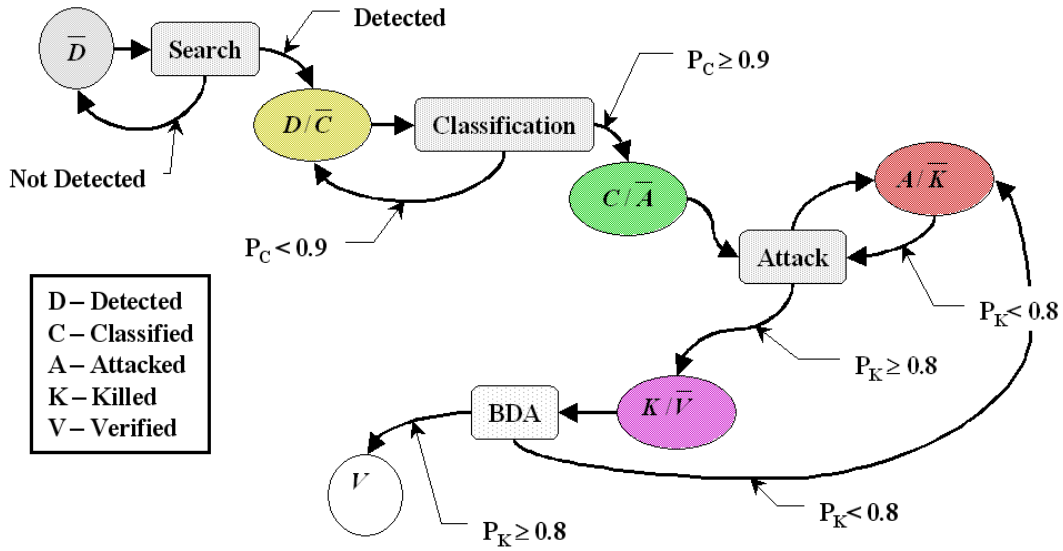 Detected
D̅
Search
Not Detected
D / C̅
Classification
P_C ≥ 0.9
P_C < 0.9
C / A̅
A / K̅
Attack
P_K < 0.8
P_K ≥ 0.8
D – Detected
C – Classified
A – Attacked
K – Killed
V – Verified
K / V̅
BDA
V
P_K ≥ 0.8
P_K < 0.8